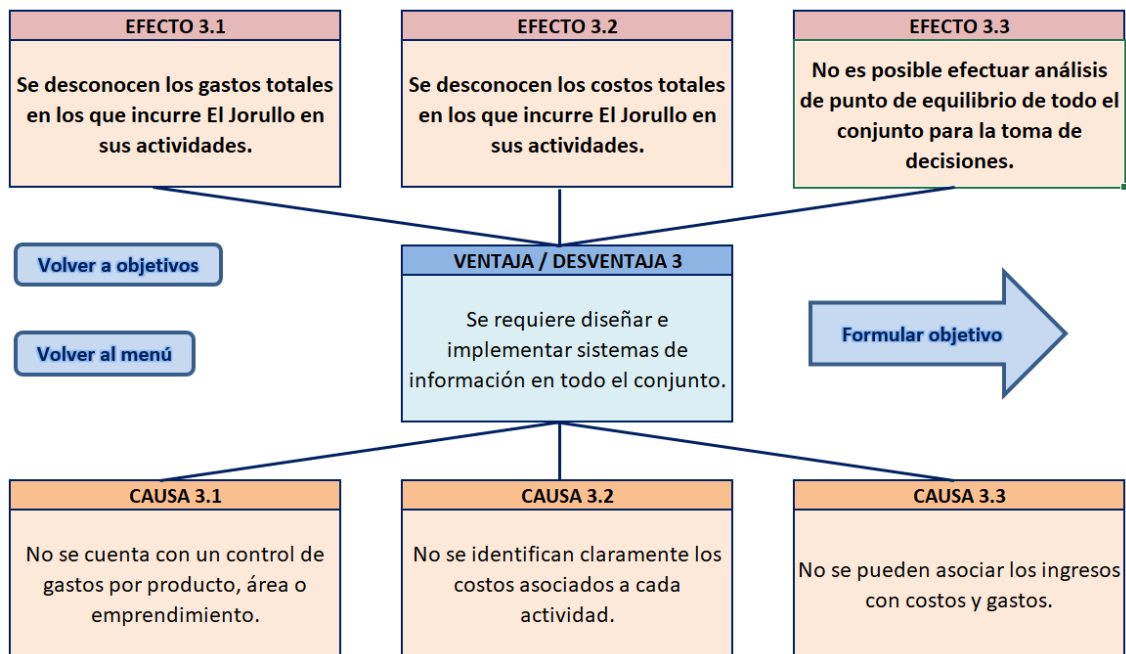 EFECTO 3.1
Se desconocen los gastos totales
en los que incurre El Jorullo en
sus actividades.
EFECTO 3.2
Se desconocen los costos totales
en los que incurre El Jorullo en
sus actividades.
EFECTO 3.3
No es posible efectuar análisis
de punto de equilibrio de todo el
conjunto para la toma de
decisiones.
Volver a objetivos
Volver al menú
VENTAJA / DESVENTAJA 3
Se requiere diseñar e
implementar sistemas de
información en todo el conjunto.
Formular objetivo
CAUSA 3.1
No se cuenta con un control de
gastos por producto, área o
emprendimiento.
CAUSA 3.2
No se identifican claramente los
costos asociados a cada
actividad.
CAUSA 3.3
No se pueden asociar los ingresos
con costos y gastos.